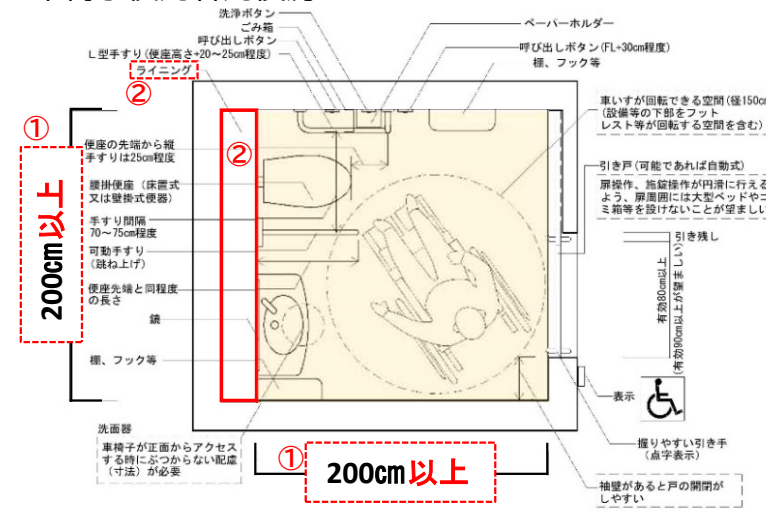 洗浄ボタン
ごみ箱
呼び出しボタン
L型手すり(便座高さ+20～25cm程度)
ライニング
②
ペーパーホルダー
呼び出しボタン(FL+30cm程度)
棚、フック等
①
200cm以上
②
便座の先端から縦
手すりは25cm程度
腰掛便座（床置式
又は壁掛式便器）
手すり間隔
70～75cm程度
可動手すり
（跳ね上げ）
便座先端と同程度
の長さ
鏡
棚、フック等
洗面器
車椅子が正面からアクセス
する時にぶつからない配慮
（寸法）が必要
①
200cm以上
車いすが回転できる空間(径150cm
(設備等の下部をフット
レスト等が回転する空間を含む)
引き戸(可能であれば自動式)
扉操作、施錠操作が円滑に行える
よう、扉周囲には大型ベッドやゴ
ミ箱等を設けないことが望ましい
引き残し
有効80cm以上
(有効90cm以上が望ましい)
表示
握りやすい引き手
（点字表示）
袖壁があると戸の開閉が
しやすい